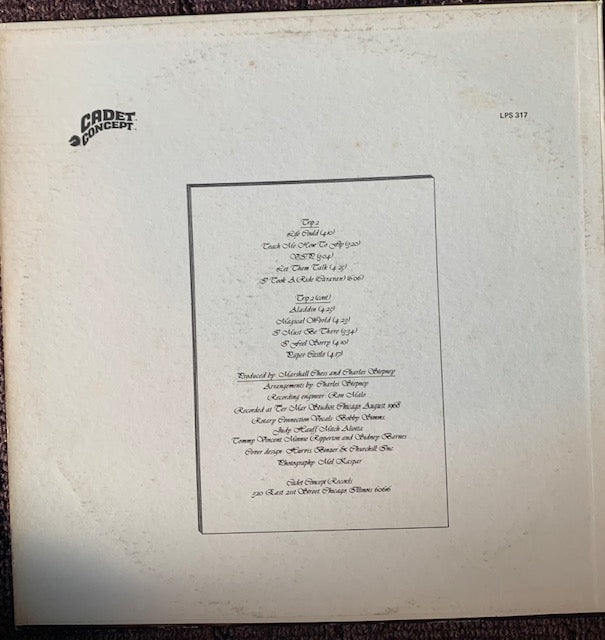 CADET
CONCEPT
LPS 317
Trip 2
Life Could (4:10)
Teach Me How To Fly (3:20)
V.I.P (3:04)
Let Them Talk (4:25)
I Took A Ride (Caravan) (6:06)
Trip 2 (cont)
Aladdin (4:23)
Magical World (4:23)
I Must Be There (3:34)
I Feel Sorry (4:10)
Paper Castle (4:17)
Produced by: Marshall Chess and Charles Stepney
Arrangements by: Charles Stepney
Recording engineer: Ron Malo
Recorded at Ter Mar Studios, Chicago, August, 1968
Rotary Connection Vocals: Bobby Simms,
Judy Hauff, Mitch Aliotta,
Tommy Vincent, Minnie Ripperton and Sidney Barnes
Cover design: Harris, Binzer & Churchill, Inc.
Photography: Mel Kaspar
Cadet Concept Records
320 East 21st Street, Chicago, Illinois 60616